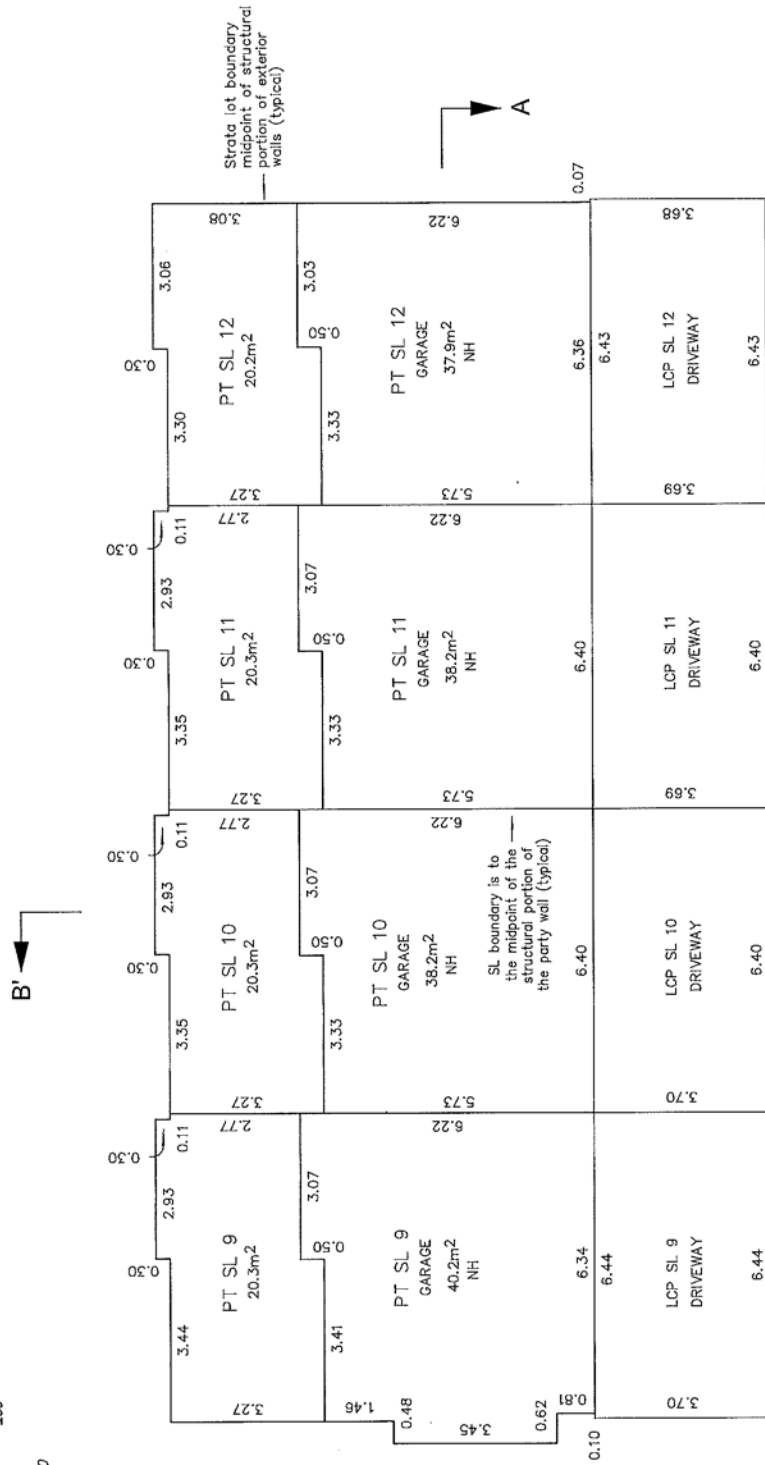 B'
A
Strata lot boundary
midpoint of structural
portion of exterior
walls (typical)
0.30
3.44
2.93
0.30
0.11
3.27
PT SL 9
20.3m2
2.77
3.41
0.50
3.07
1.46
0.48
3.45
0.62
0.81
0.10
PT SL 9
GARAGE
40.2m2
NH
6.22
6.34
6.44
LCP SL 9
DRIVEWAY
3.70
6.44
0.30
3.35
2.93
0.30
0.11
3.27
PT SL 10
20.3m2
2.77
3.33
0.50
3.07
5.73
PT SL 10
GARAGE
38.2m2
NH
6.22
SL boundary is to
the midpoint of the
structural portion of
the party wall (typical)
6.40
LCP SL 10
DRIVEWAY
3.70
6.40
0.30
3.35
2.93
0.30
0.11
3.27
PT SL 11
20.3m2
2.77
3.33
0.50
3.07
5.73
PT SL 11
GARAGE
38.2m2
NH
6.22
6.40
LCP SL 11
DRIVEWAY
3.69
6.40
0.30
3.30
3.06
3.27
PT SL 12
20.2m2
3.08
3.33
0.50
3.03
5.73
PT SL 12
GARAGE
37.9m2
NH
6.22
0.07
6.36
6.43
LCP SL 12
DRIVEWAY
3.69
3.68
6.43